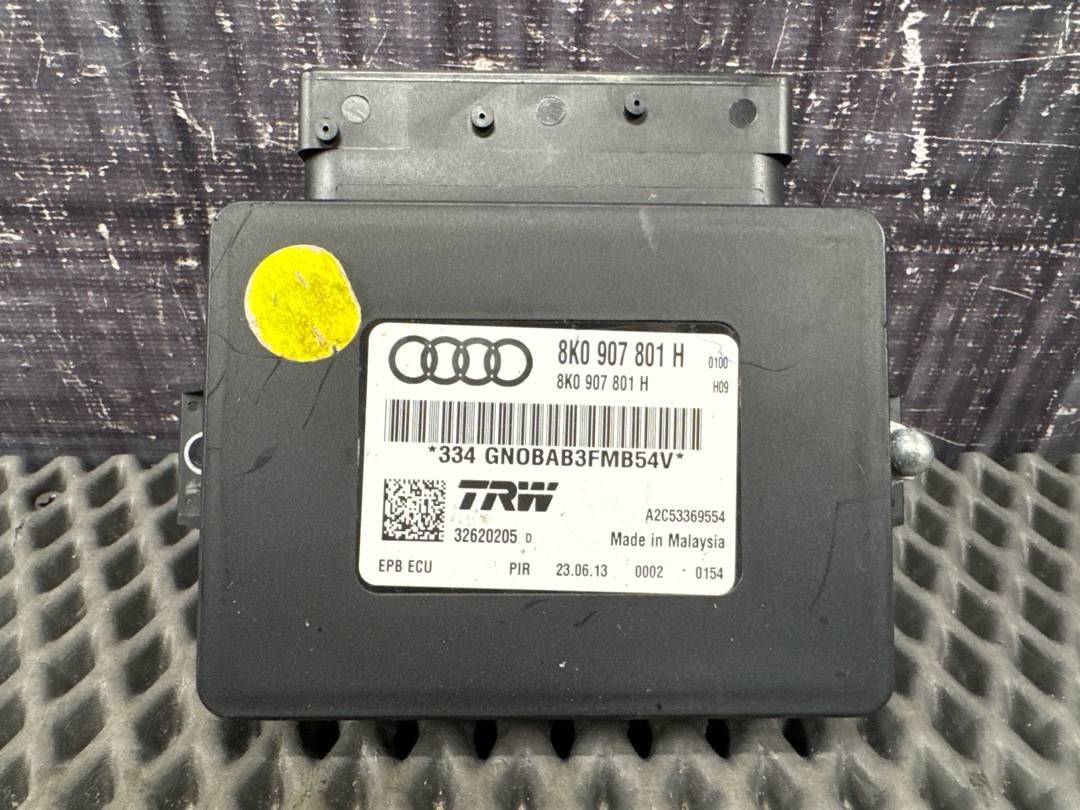 8K0 907 801 H 0100
8K0 907 801 H H09
*334 GNOBAB3FMB54V*
TRW
A2C53369554
32620205 D Made in Malaysia
EPB ECU PIR 23.06.13 0002 0154